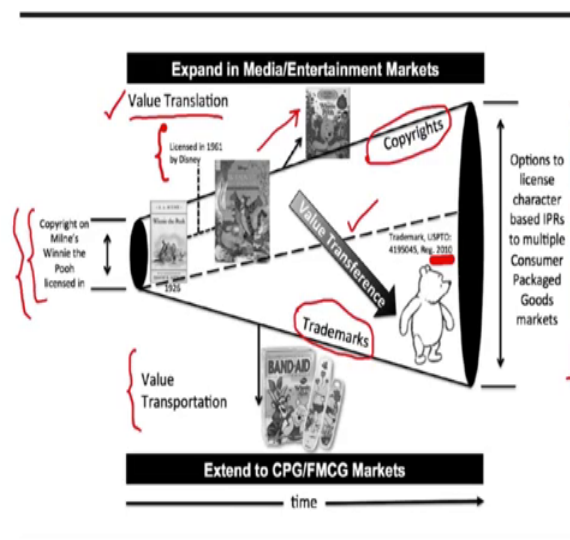 Expand in Media/Entertainment Markets
Value Translation
Licensed in 1961
by Disney
Copyrights
Copyright on
Milne's
Winnie the
Pooh
licensed in
Winnie the Pooh
1926
Value Transference
Trademark, USPTO:
4195045, Reg. 2010
Options to
license
character
based IPRs
to multiple
Consumer
Packaged
Goods
markets
Trademarks
Value
Transportation
BAND-AID
Extend to CPG/FMCG Markets
time